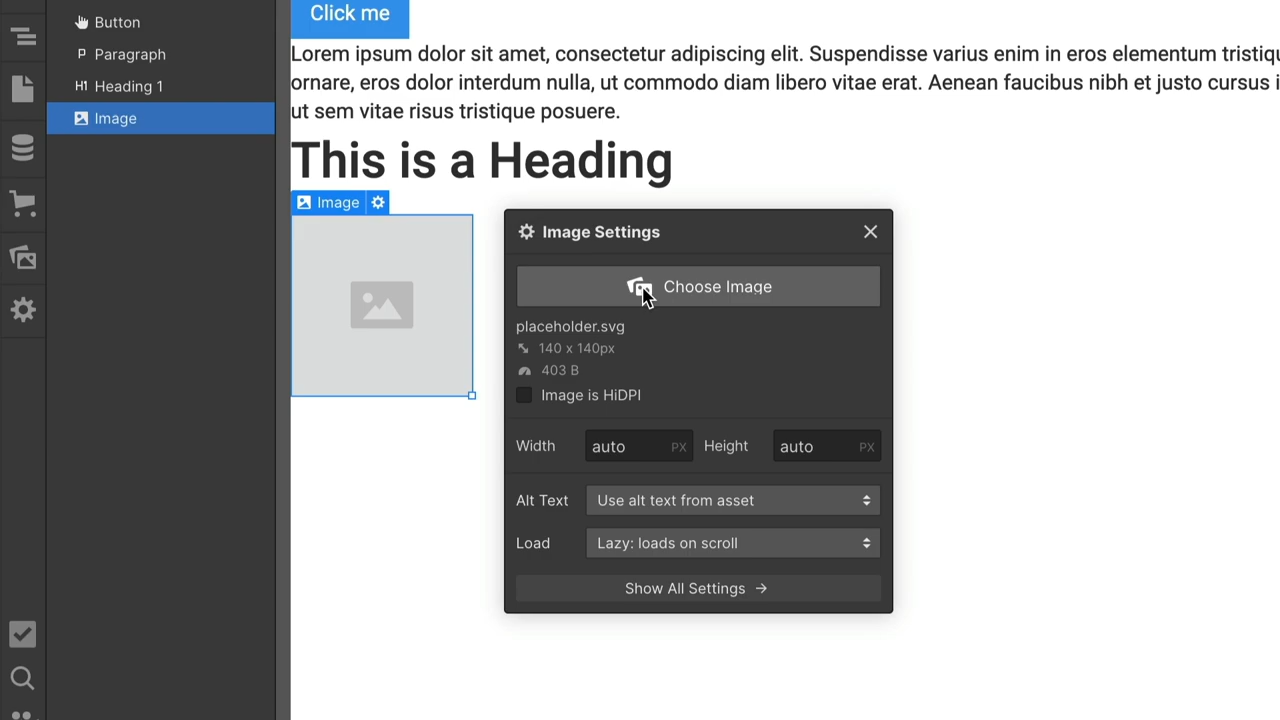 Button
P Paragraph
H1 Heading 1
Image
Click me
Lorem ipsum dolor sit amet, consectetur adipiscing elit. Suspendisse varius enim in eros elementum
ornare, eros dolor interdum nulla, ut commodo diam libero vitae erat. Aenean faucibus nibh et justo cursus
ut sem vitae risus tristique posuere.
This is a Heading
Image
Image Settings
Choose Image
placeholder.svg
140 x 140px
403 B
Image is HiDPI
Width auto PX Height auto PX
Alt Text Use alt text from asset
Load Lazy: loads on scroll
Show All Settings →